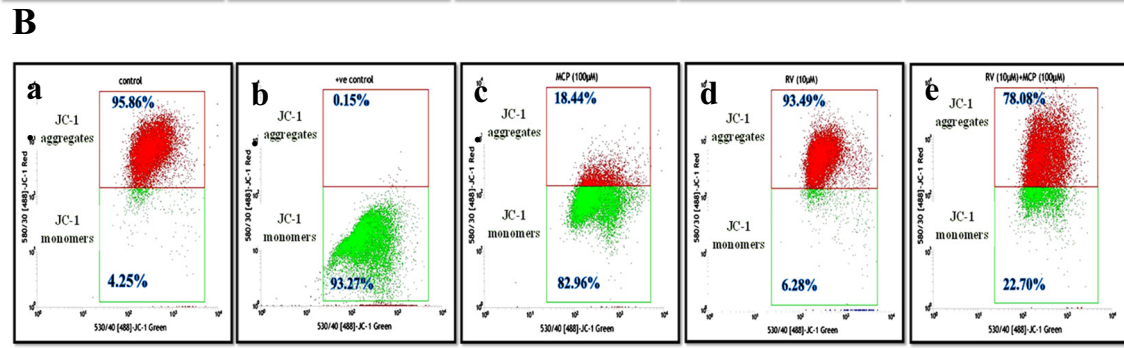 B
a
control
95.86%
JC-1
aggregates
JC-1
monomers
4.25%
580/30 [488]-JC-1 Red
530/40 [488]-JC-1 Green
b
+ve control
0.15%
JC-1
aggregates
JC-1
monomers
93.27%
580/30 [488]-JC-1 Red
530/40 [488]-JC-1 Green
c
MCP (100μM)
18.44%
JC-1
aggregates
JC-1
monomers
82.96%
580/30 [488]-JC-1 Red
530/40 [488]-JC-1 Green
d
RV (10μM)
93.49%
JC-1
aggregates
JC-1
monomers
6.28%
580/30 [488]-JC-1 Red
530/40 [488]-JC-1 Green
e
RV (10μM)+MCP (100μM)
78.08%
JC-1
aggregates
JC-1
monomers
22.70%
580/30 [488]-JC-1 Red
530/40 [488]-JC-1 Green